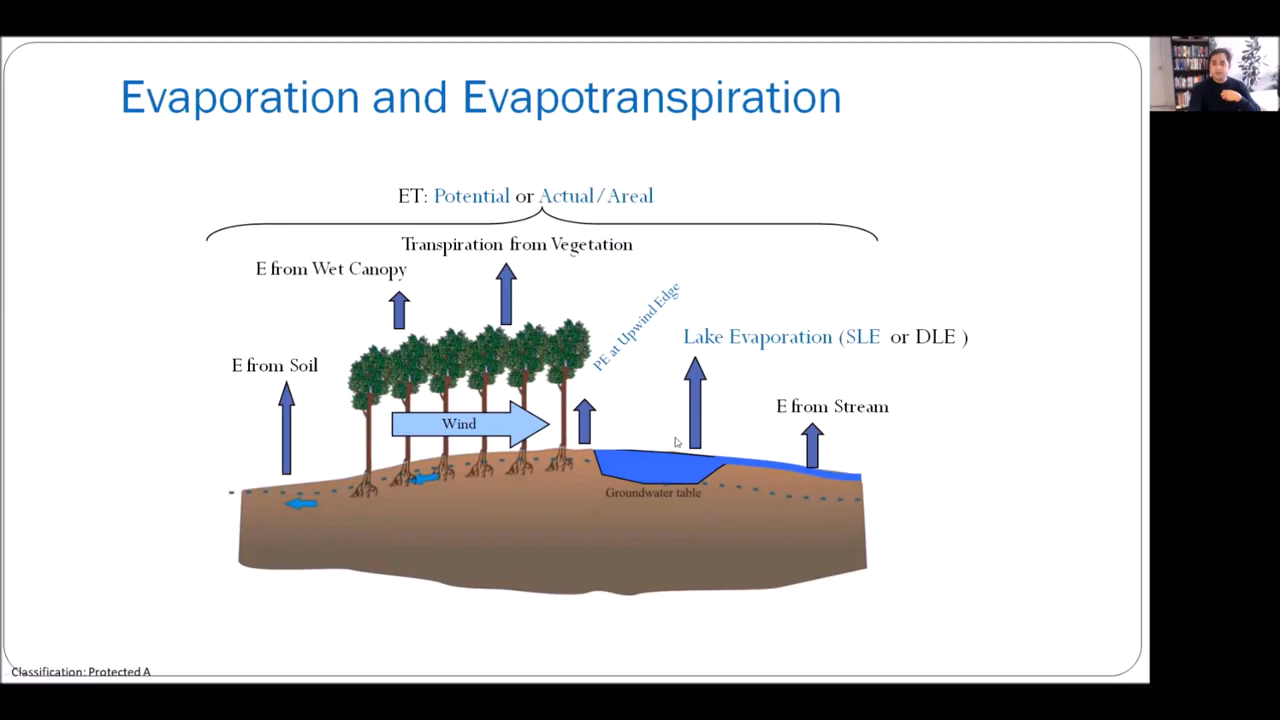 Evaporation and Evapotranspiration
ET: Potential or Actual/Areal
Transpiration from Vegetation
E from Wet Canopy
PE at Upwind Edge
Lake Evaporation (SLE or DLE )
E from Soil
E from Stream
Wind
Groundwater table
Classification: Protected A